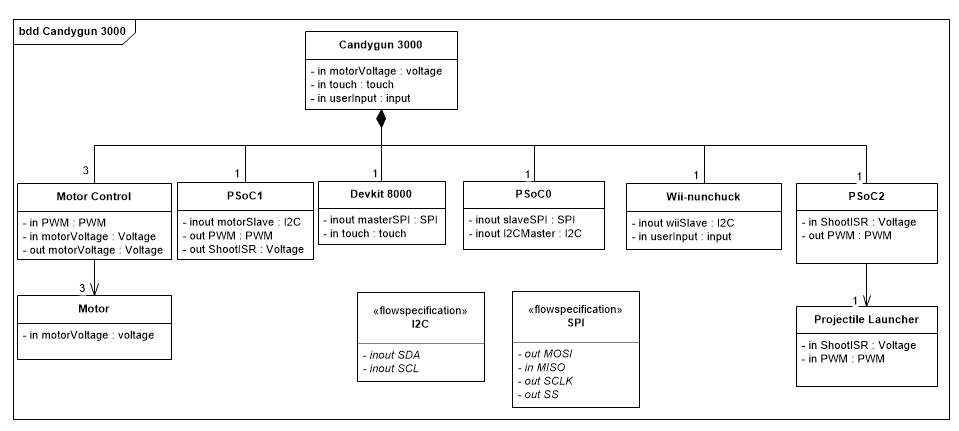 bdd Candygun 3000
Candygun 3000
- in motorVoltage : voltage
- in touch : touch
- in userInput : input
3
1
1
1
1
1
Motor Control
- in PWM : PWM
- in motorVoltage : Voltage
- out motorVoltage : Voltage
PSoC1
- inout motorSlave : I2C
- out PWM : PWM
- out ShootISR : Voltage
Devkit 8000
- inout masterSPI : SPI
- in touch : touch
PSoC0
- inout slaveSPI : SPI
- inout I2CMaster : I2C
Wii-nunchuck
- inout wiiSlave : I2C
- in userInput : input
PSoC2
- in ShootISR : Voltage
- out PWM : PWM
3
Motor
- in motorVoltage : voltage
«flowspecification»
I2C
- inout SDA
- inout SCL
«flowspecification»
SPI
- out MOSI
- in MISO
- out SCLK
- out SS
1
Projectile Launcher
- in ShootISR : Voltage
- in PWM : PWM